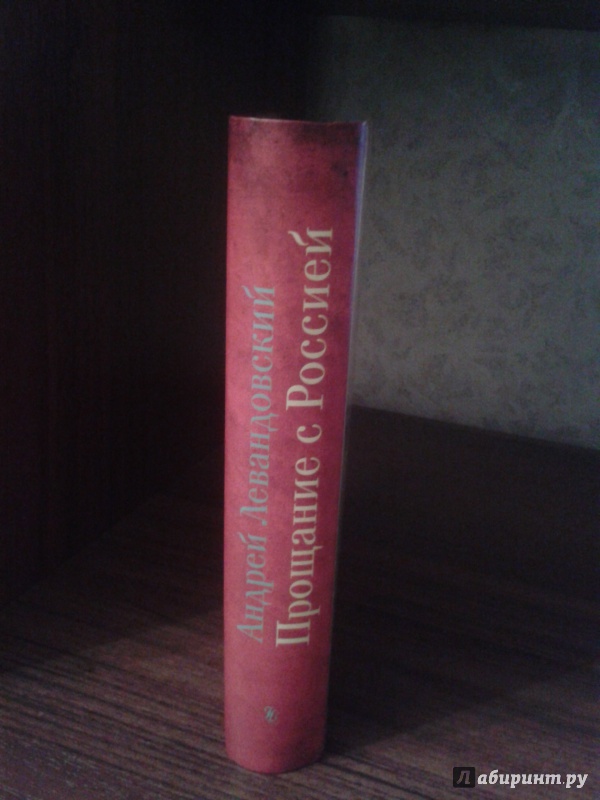 Андрей Левандовский
Прощание с Россией
Лабиринт.ру